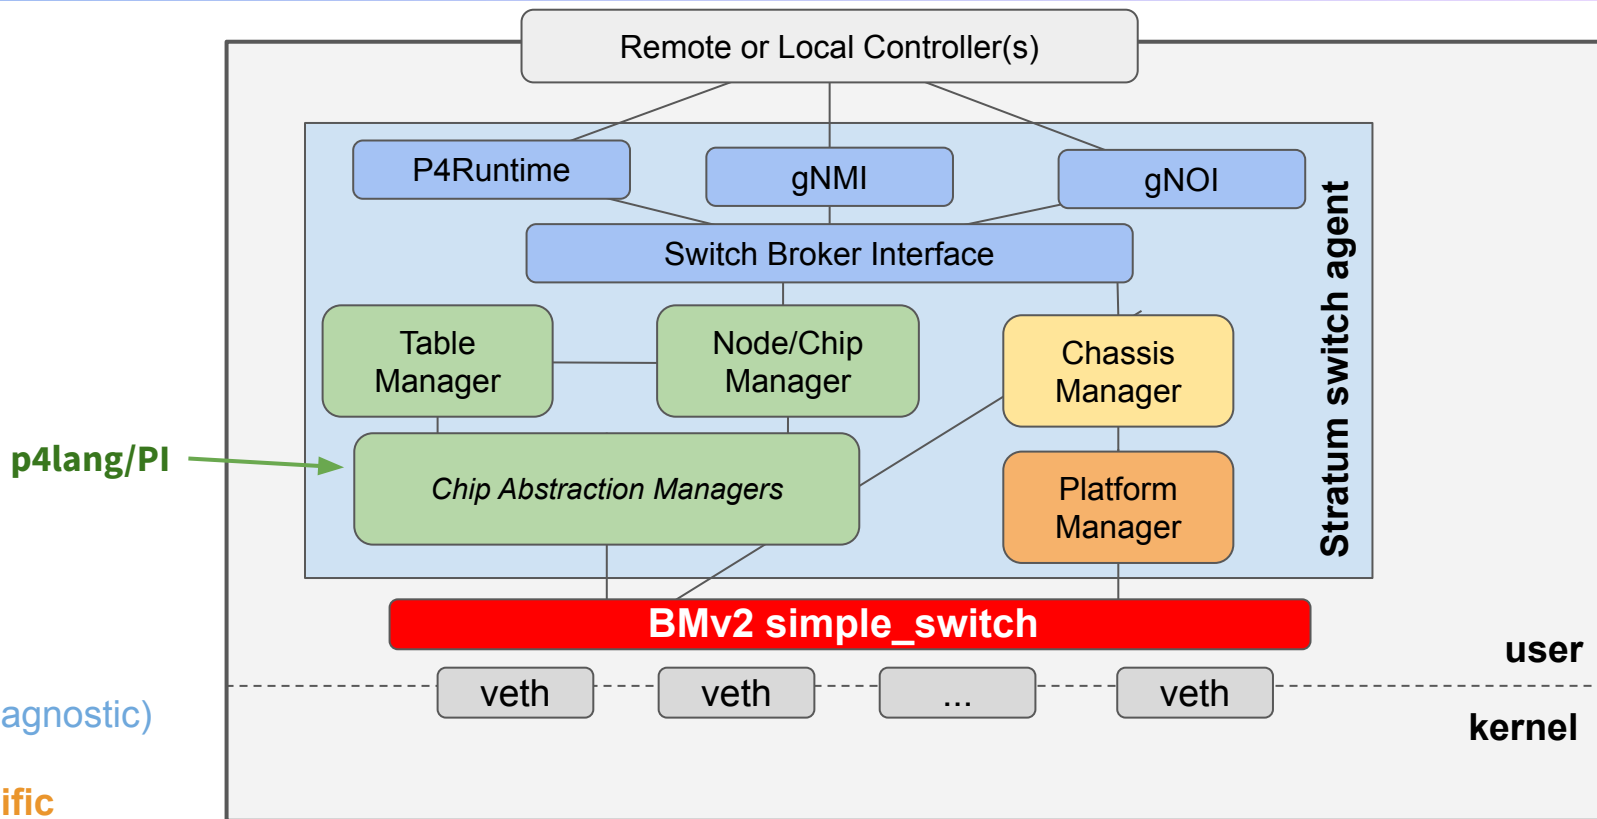 Remote or Local Controller(s)
P4Runtime
gNMI
gNOI
Switch Broker Interface
Stratum switch agent
Table
Manager
Node/Chip
Manager
Chassis
Manager
p4lang/PI
Chip Abstraction Managers
Platform
Manager
BMv2 simple_switch
user
veth
veth
...
veth
agnostic)
kernel
ific